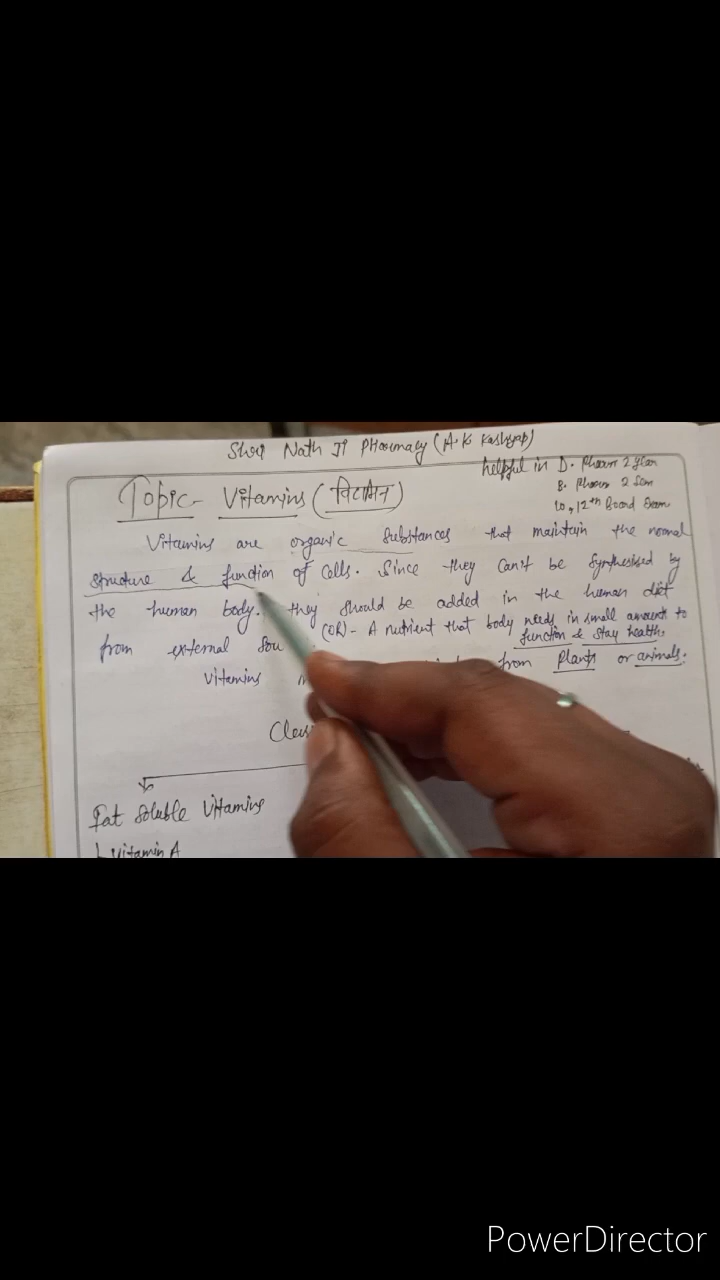 Shri Nath Ji Pharmacy (A.K Kashyap)
helpful in D. Pharm 2 year
B. Pharm 2 Sem
10, 12th Board Exam
Topic - Vitamins (विटामिन)
Vitamins are organic substances that maintain the normal
structure & function of cells. Since they can't be synthesised by
the human body. they should be added in the human diet
from external
(OR) - A nutrient that body needs in small amounts to
function & stay health.
Vitamins from Plants or animals.
Fat soluble Vitamins
Vitamin A
PowerDirector